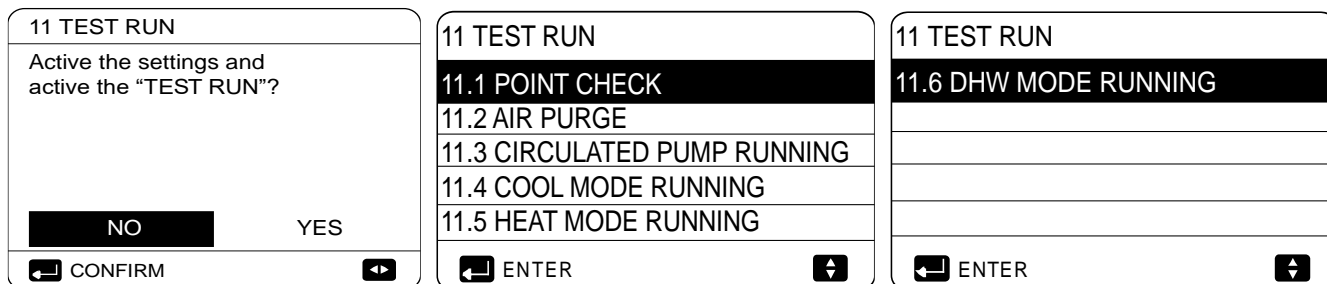 11 TEST RUN
Active the settings and
active the “TEST RUN”?
NO YES
CONFIRM
11 TEST RUN
11.1 POINT CHECK
11.2 AIR PURGE
11.3 CIRCULATED PUMP RUNNING
11.4 COOL MODE RUNNING
11.5 HEAT MODE RUNNING
ENTER
11 TEST RUN
11.6 DHW MODE RUNNING
ENTER